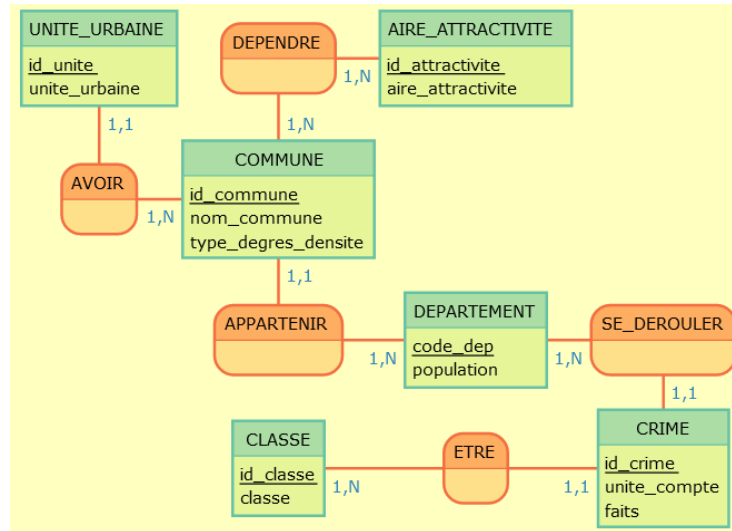 UNITE_URBAINE
id_unite
unite_urbaine
DEPENDRE
AIRE_ATTRACTIVITE
id_attractivite
aire_attractivite
1,N
1,1
1,N
AVOIR
1,N
COMMUNE
id_commune
nom_commune
type_degres_densite
1,1
APPARTENIR
1,N
DEPARTEMENT
code_dep
population
1,N
SE_DEROULER
1,1
CLASSE
id_classe
classe
1,N
ETRE
1,1
CRIME
id_crime
unite_compte
faits